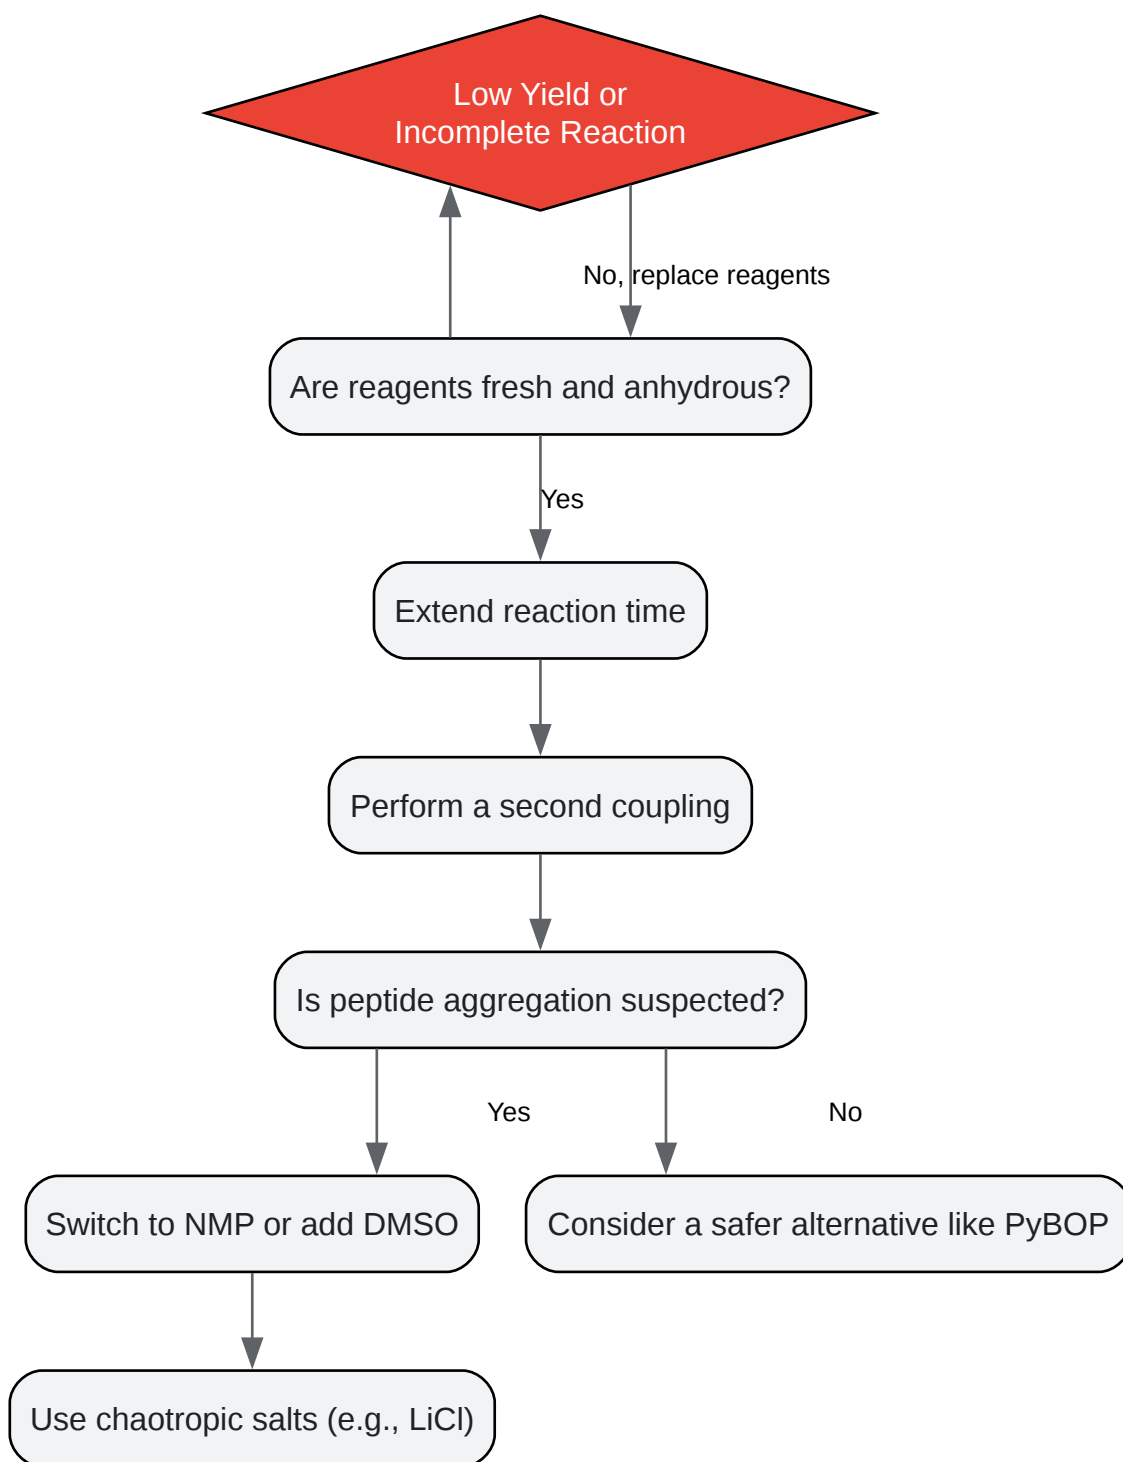 Low Yield or
Incomplete Reaction
No, replace reagents
Are reagents fresh and anhydrous?
Yes
Extend reaction time
Perform a second coupling
Is peptide aggregation suspected?
Yes
No
Switch to NMP or add DMSO
Consider a safer alternative like PyBOP
Use chaotropic salts (e.g., LiCl)